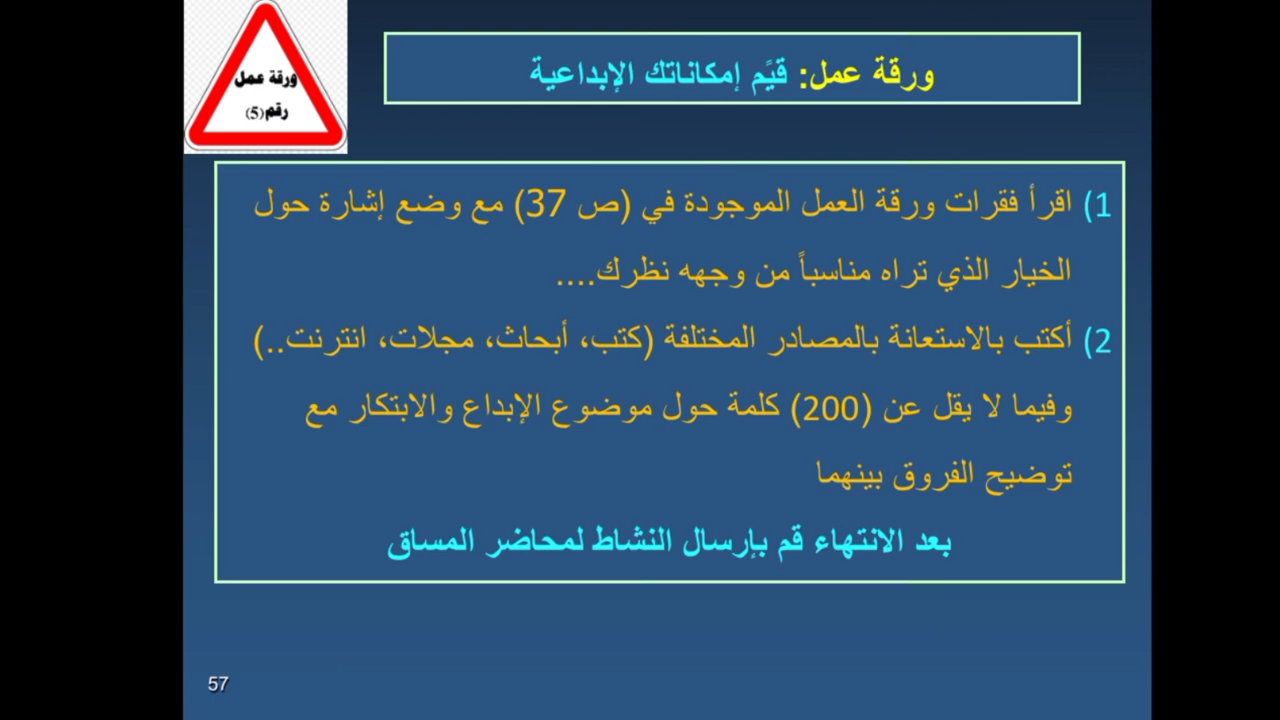 ورقة عمل
رقم(5)
ورقة عمل: قيًم إمكاناتك الإبداعية
1) اقرأ فقرات ورقة العمل الموجودة في (ص 37) مع وضع إشارة حول
الخيار الذي تراه مناسباً من وجهه نظرك....
2) أكتب بالاستعانة بالمصادر المختلفة (كتب، أبحاث، مجلات، انترنت..)
وفيما لا يقل عن (200) كلمة حول موضوع الإبداع والابتكار مع
توضيح الفروق بينهما
بعد الانتهاء قم بإرسال النشاط لمحاضر المساق
57